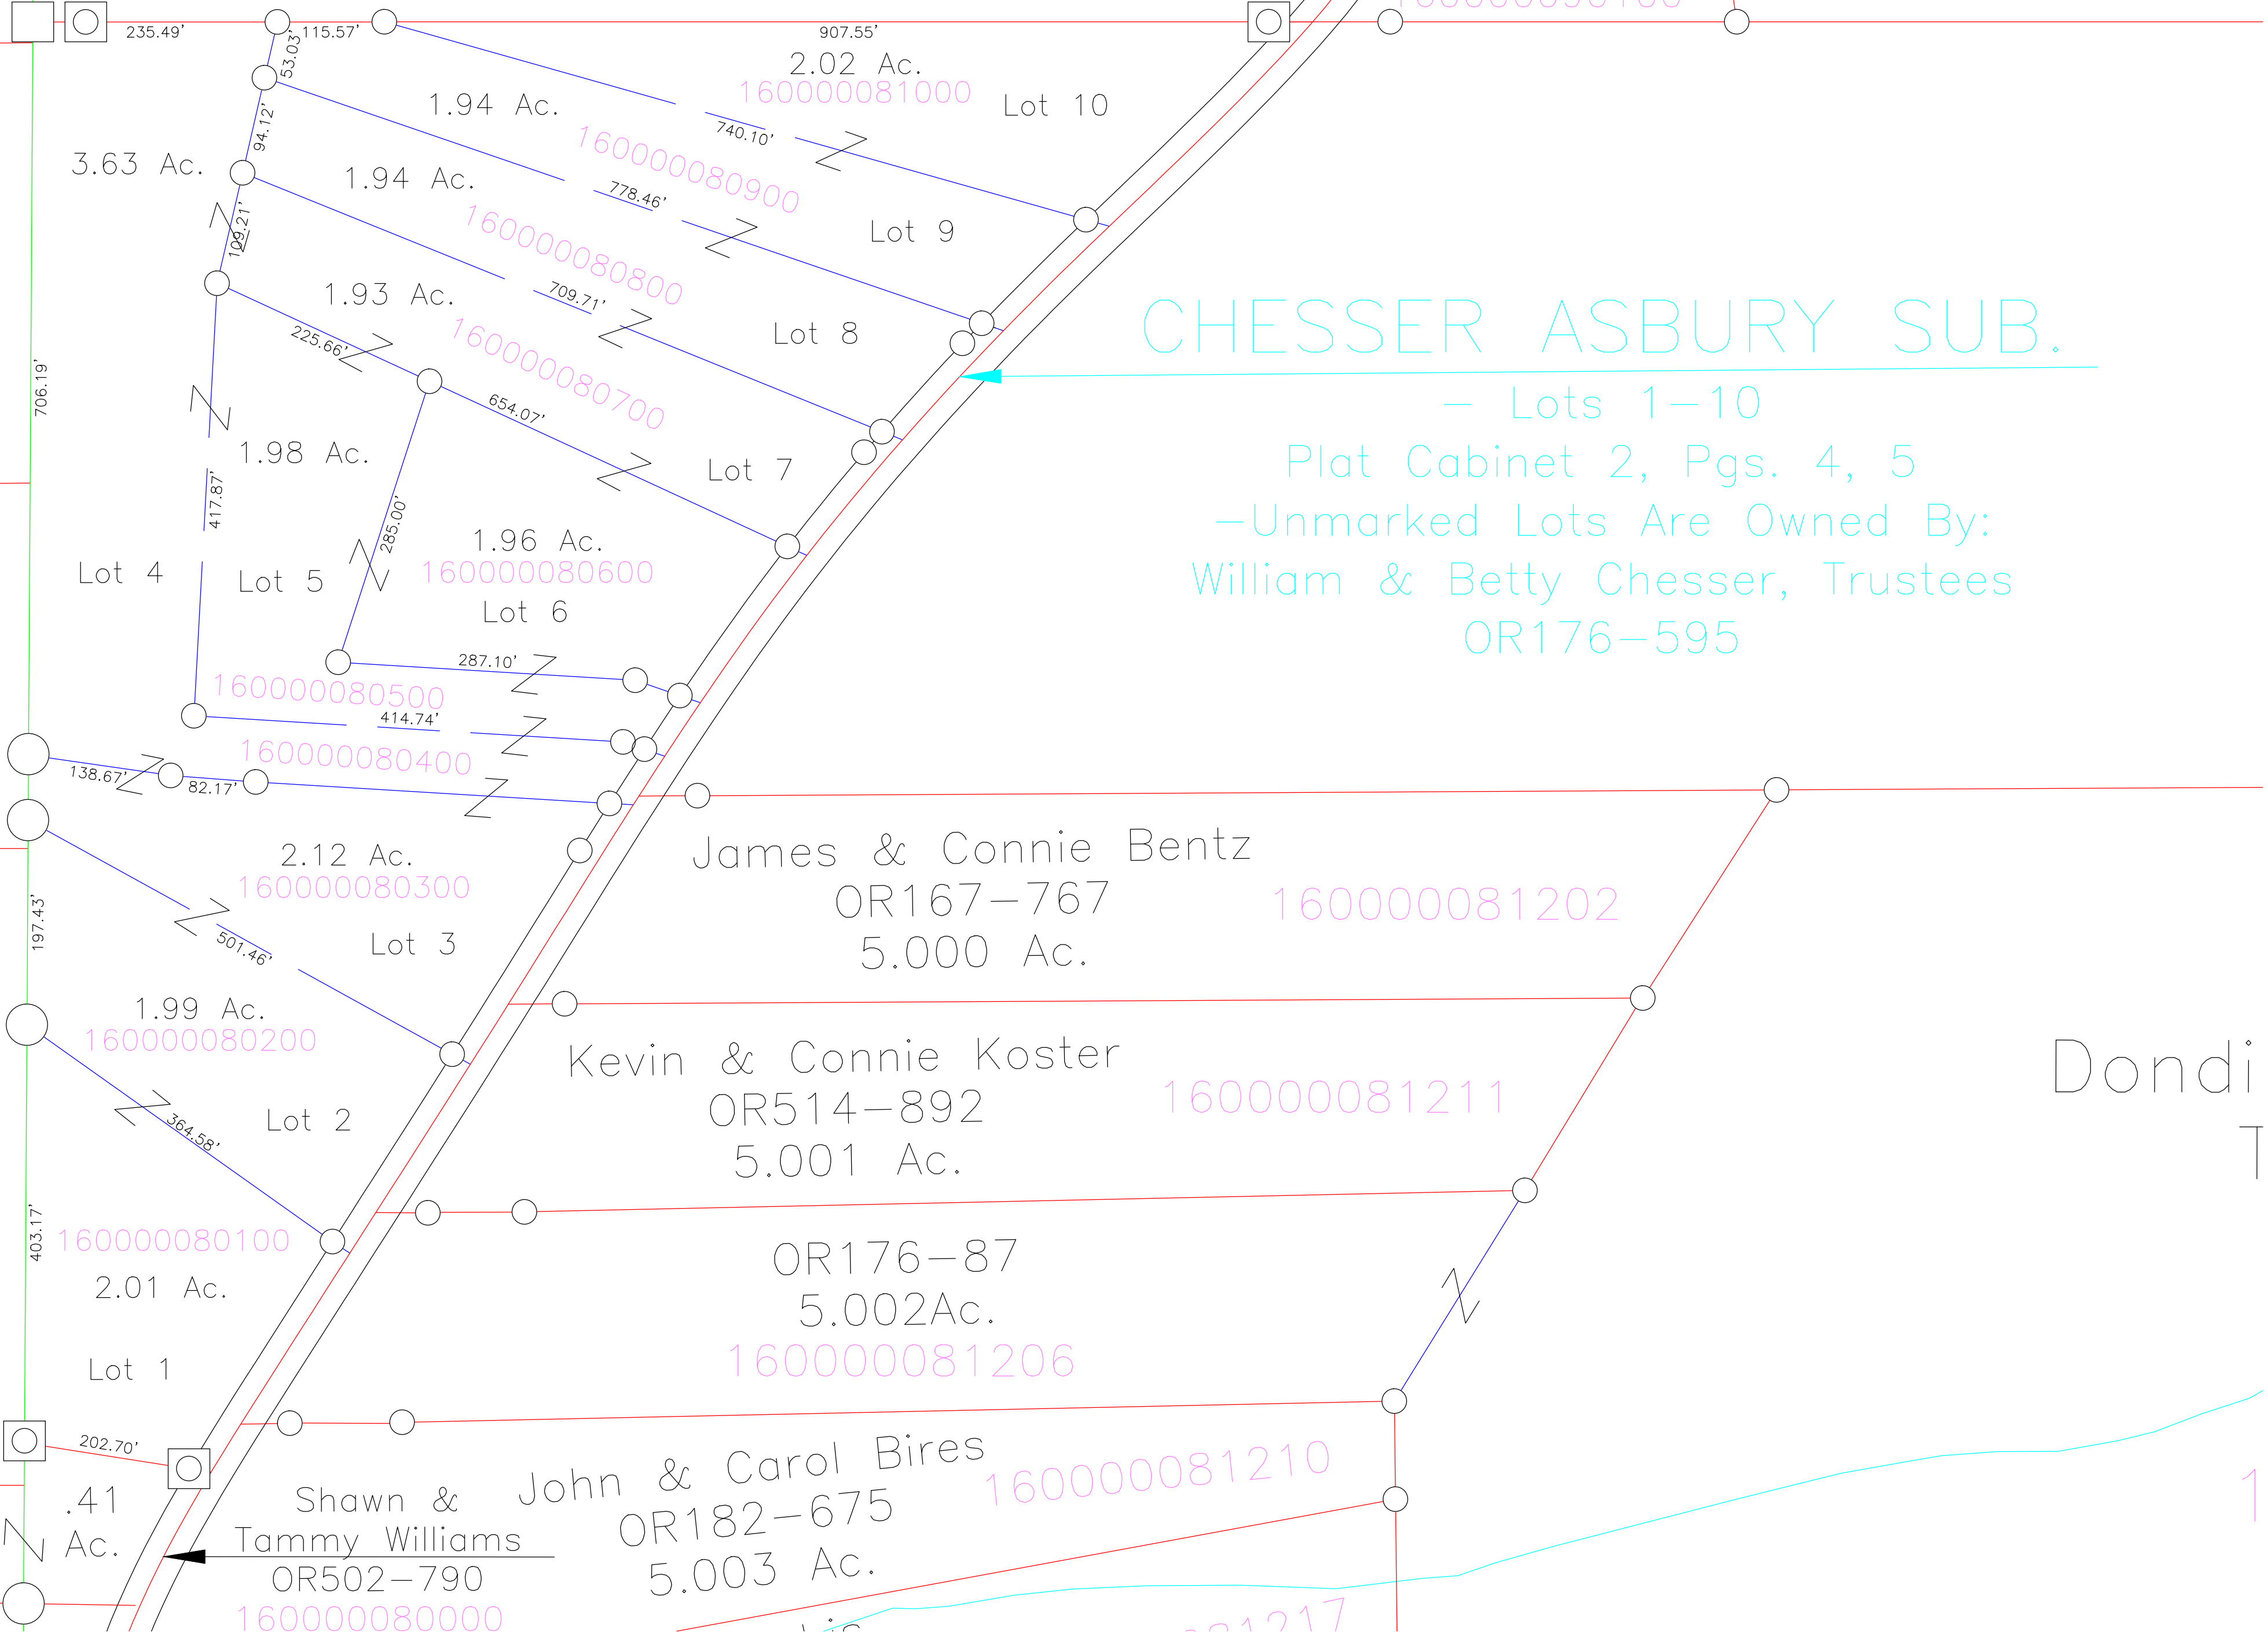 235.49'
115.57'
907.55'
53.03'
2.02 Ac.
160000081000
Lot 10
1.94 Ac.
94.12'
740.10'
160000080900
3.63 Ac.
1.94 Ac.
778.46'
Lot 9
109.21'
160000080800
1.93 Ac.
709.71'
Lot 8
225.66'
160000080700
CHESSER ASBURY SUB.
- Lots 1-10
Plat Cabinet 2, Pgs. 4, 5
-Unmarked Lots Are Owned By:
William & Betty Chesser, Trustees
OR176-595
706.19'
654.07'
1.98 Ac.
Lot 7
417.87'
285.00'
1.96 Ac.
160000080600
Lot 4
Lot 5
Lot 6
287.10'
160000080500
414.74'
160000080400
138.67'
82.17'
2.12 Ac.
160000080300
197.43'
501.46'
Lot 3
James & Connie Bentz
OR167-767
5.000 Ac.
160000081202
1.99 Ac.
160000080200
Lot 2
364.58'
Kevin & Connie Koster
OR514-892
5.001 Ac.
160000081211
Dondi
T
403.17'
160000080100
2.01 Ac.
Lot 1
OR176-87
5.002Ac.
160000081206
202.70'
.41
Ac.
Shawn &
Tammy Williams
OR502-790
160000080000
John & Carol Bires
OR182-675
5.003 Ac.
160000081210
1